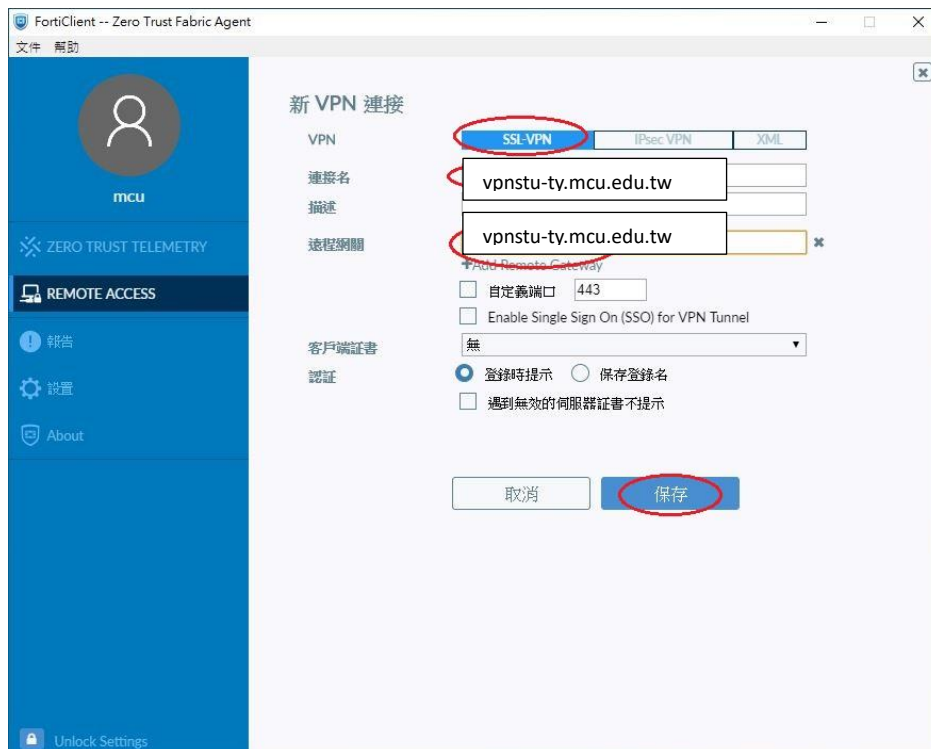 FortiClient -- Zero Trust Fabric Agent
文件 幫助
mcu
ZERO TRUST TELEMETRY
REMOTE ACCESS
報告
設置
About
Unlock Settings
新 VPN 連接
VPN SSL-VPN IPsec VPN XML
連接名 vpnstu-ty.mcu.edu.tw
描述
遠程網關 vpnstu-ty.mcu.edu.tw
+Add Remote Gateway
自定義端口 443
Enable Single Sign On (SSO) for VPN Tunnel
客戶端証書 無
認証 登錄時提示 保存登錄名
遇到無效的伺服器証書不提示
取消 保存